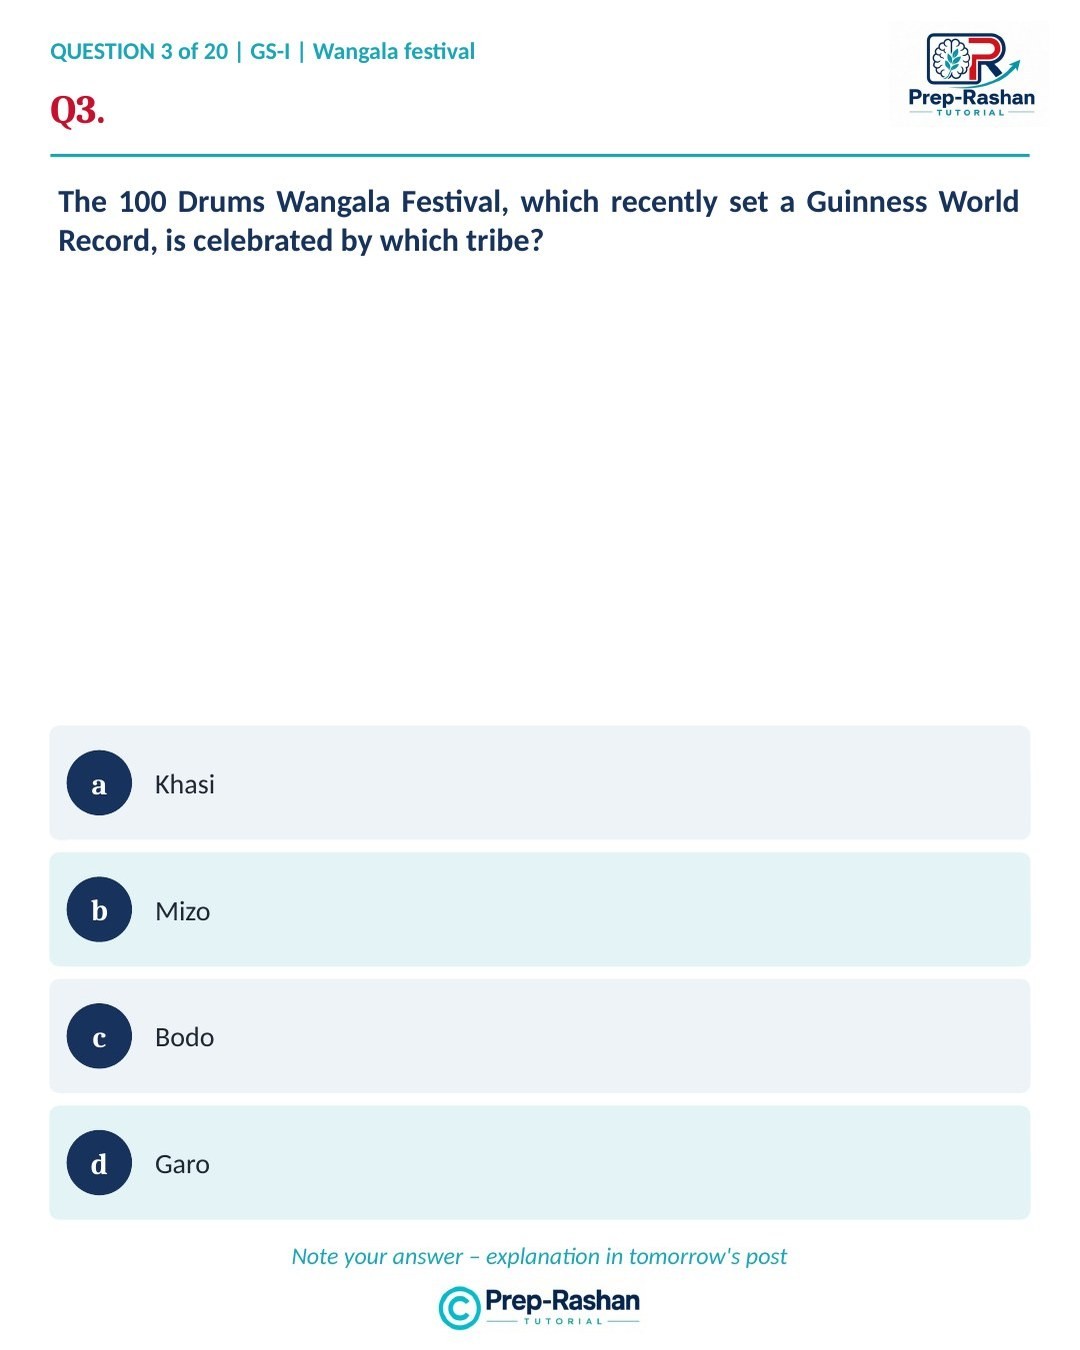 QUESTION 3 of 20 | GS-I | Wangala festival
Prep-Rashan
TUTORIAL
Q3.
The 100 Drums Wangala Festival, which recently set a Guinness World
Record, is celebrated by which tribe?
a Khasi
b Mizo
c Bodo
d Garo
Note your answer – explanation in tomorrow's post
© Prep-Rashan
TUTORIAL